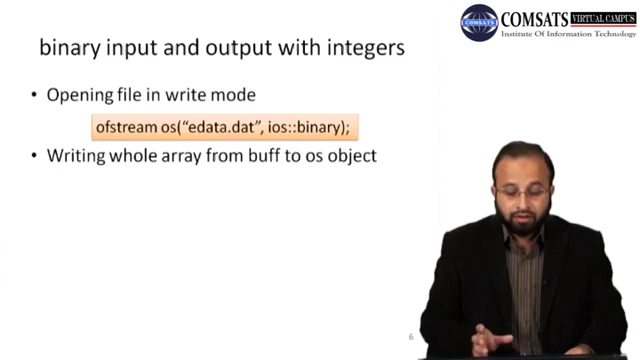 COMSATS VIRTUAL CAMPUS
Institute Of Information Technology
binary input and output with integers
• Opening file in write mode
ofstream os(“edata.dat”, ios::binary);
• Writing whole array from buff to os object
6